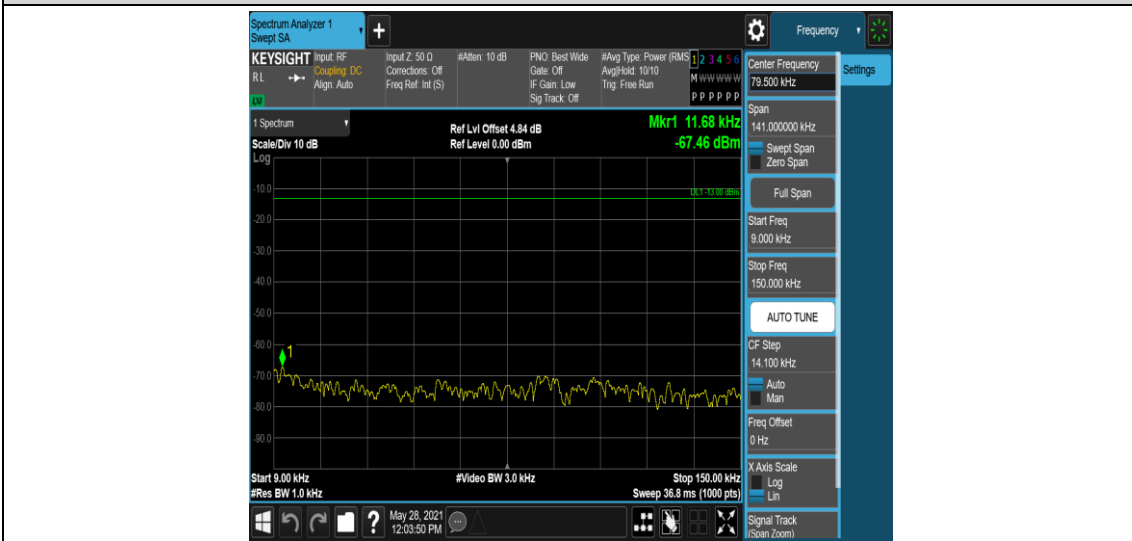 Spectrum Analyzer 1
Swept SA
+
Frequency
KEYSIGHT
RL
LXI
Input: RF
Coupling: DC
Align: Auto
Input Z: 50 Ω
Corrections: Off
Freq Ref: Int (S)
#Atten: 10 dB
PNO: Best Wide
Gate: Off
IF Gain: Low
Sig Track: Off
#Avg Type: Power (RMS
Avg|Hold: 10/10
Trig: Free Run
1 2 3 4 5 6
M W W W W W
P P P P P P
1 Spectrum
Scale/Div 10 dB
Log
Ref Lvl Offset 4.84 dB
Ref Level 0.00 dBm
Mkr1 11.68 kHz
-67.46 dBm
DL1 -13.00 dBm
-10.0
-20.0
-30.0
-40.0
-50.0
-60.0
1
-70.0
-80.0
-90.0
Start 9.00 kHz
#Video BW 3.0 kHz
Stop 150.00 kHz
#Res BW 1.0 kHz
Sweep 36.8 ms (1000 pts)
?
May 28, 2021
12:03:50 PM
Center Frequency
79.500 kHz
Settings
Span
141.000000 kHz
Swept Span
Zero Span
Full Span
Start Freq
9.000 kHz
Stop Freq
150.000 kHz
AUTO TUNE
CF Step
14.100 kHz
Auto
Man
Freq Offset
0 Hz
X Axis Scale
Log
Lin
Signal Track
(Span Zoom)